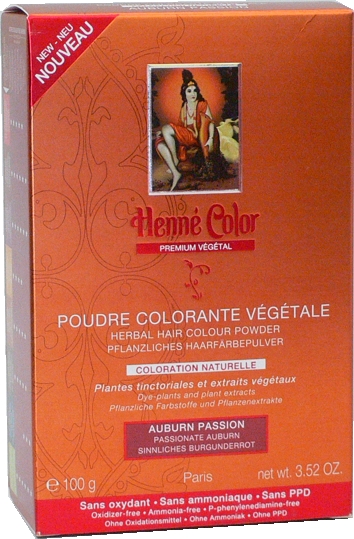 NEW - NEU
NOUVEAU
Henné Color
PREMIUM VÉGÉTAL
POUDRE COLORANTE VÉGÉTALE
HERBAL HAIR COLOUR POWDER
PFLANZLICHES HAARFÄRBEPULVER
COLORATION NATURELLE
Plantes tinctoriales et extraits végétaux
Dye-plants and plant extracts
Pflanzliche Farbstoffe und Pflanzenextrakte
AUBURN PASSION
PASSIONATE AUBURN
SINNLICHES BURGUNDERROT
℮ 100 g Paris net wt. 3.52 OZ.
Sans oxydant • Sans ammoniaque • Sans PPD
Oxidizer-free • Ammonia-free • P-phenylenediamine-free
Ohne Oxidationsmittel • Ohne Ammoniak • Ohne PPD